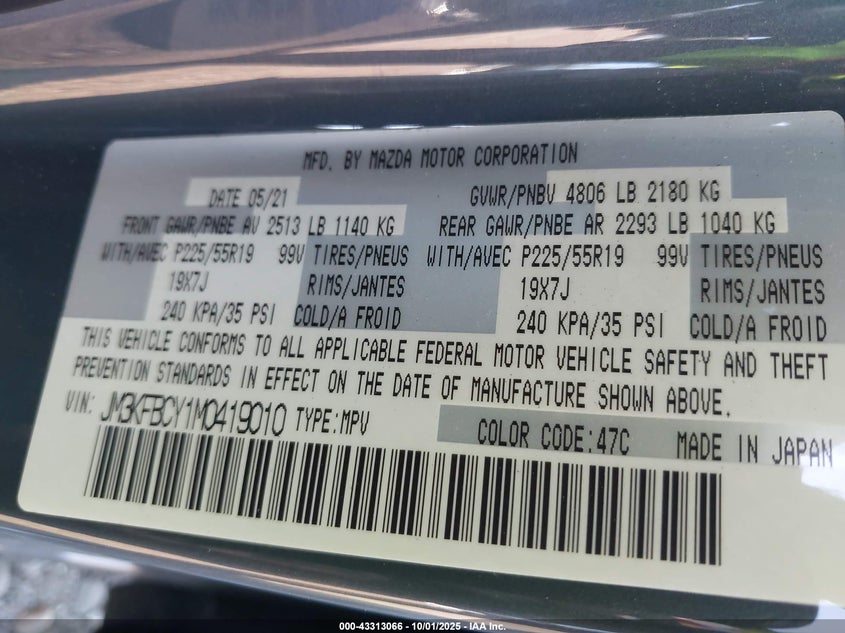 MFD. BY MAZDA MOTOR CORPORATION
DATE 05/21 GVWR/PNBV 4806 LB 2180 KG
FRONT GAWR/PNBE AV 2513 LB 1140 KG REAR GAWR/PNBE AR 2293 LB 1040 KG
WITH/AVEC P225/55R19 99V TIRES/PNEUS WITH/AVEC P225/55R19 99V TIRES/PNEUS
19X7J RIMS/JANTES 19X7J RIMS/JANTES
240 KPA/35 PSI COLD/A FROID 240 KPA/35 PSI COLD/A FROID
THIS VEHICLE CONFORMS TO ALL APPLICABLE FEDERAL MOTOR VEHICLE SAFETY AND THEFT
PREVENTION STANDARDS IN EFFECT ON THE DATE OF MANUFACTURE SHOWN ABOVE.
VIN: JM3KFBCY1M0419010 TYPE:MPV
COLOR CODE:47C MADE IN JAPAN
000-43313066 - 10/01/2025 - IAA Inc.